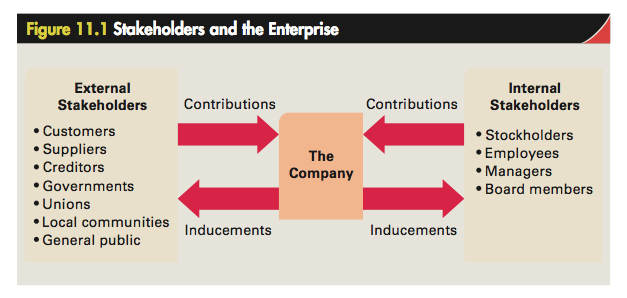 Figure 11.1 Stakeholders and the Enterprise
External
Stakeholders
• Customers
• Suppliers
• Creditors
• Governments
• Unions
• Local communities
• General public
Contributions
Inducements
The
Company
Contributions
Inducements
Internal
Stakeholders
• Stockholders
• Employees
• Managers
• Board members